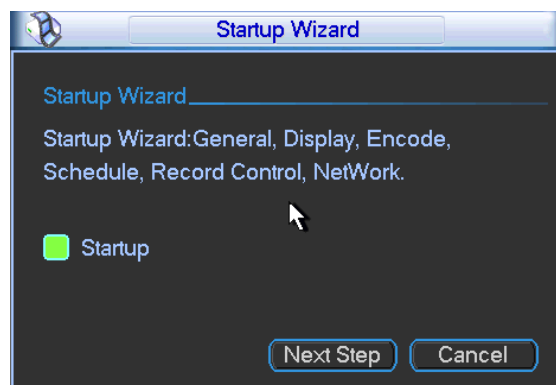 Startup Wizard
Startup Wizard
Startup Wizard:General, Display, Encode,
Schedule, Record Control, NetWork.
Startup
Next Step Cancel